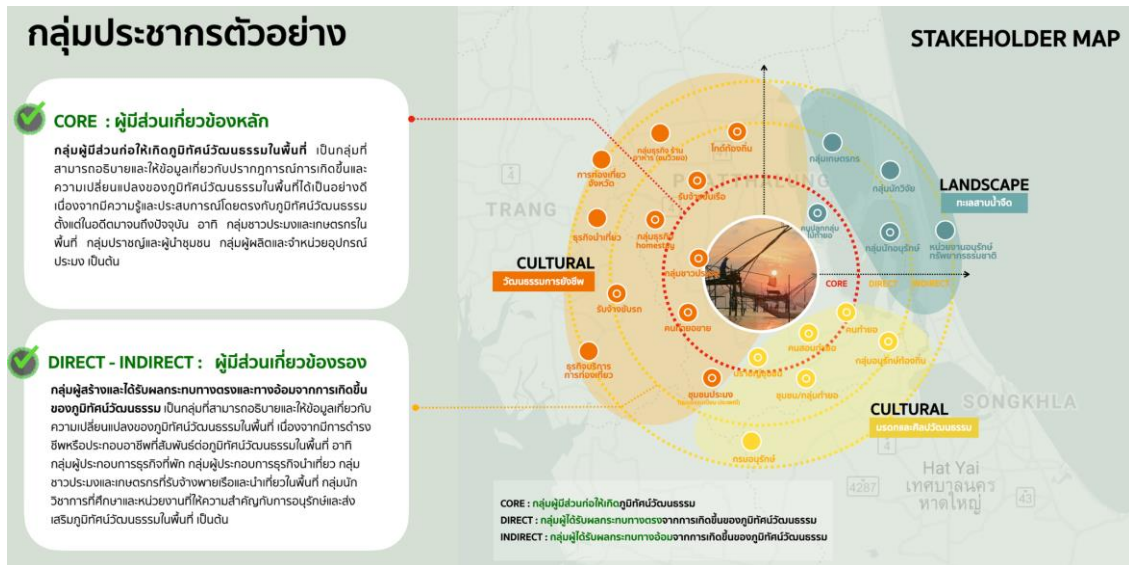 กลุ่มประชากรตัวอย่าง
CORE : ผู้มีส่วนเกี่ยวข้องหลัก
กลุ่มผู้มีส่วนก่อให้เกิดภูมิทัศน์วัฒนธรรมในพื้นที่ เป็นกลุ่มที่
สามารถอธิบายและให้ข้อมูลเกี่ยวกับปรากฏการณ์การเกิดขึ้นและ
ความเปลี่ยนแปลงของภูมิทัศน์วัฒนธรรมในพื้นที่ได้เป็นอย่างดี
เนื่องจากมีความรู้และประสบการณ์โดยตรงกับภูมิทัศน์วัฒนธรรม
ตั้งแต่ในอดีตมาจนถึงปัจจุบัน อาทิ กลุ่มชาวประมงและเกษตรกรใน
พื้นที่ กลุ่มปราชญ์และผู้นำชุมชน กลุ่มผู้ผลิตและจำหน่วยอุปกรณ์
ประมง เป็นต้น
DIRECT - INDIRECT : ผู้มีส่วนเกี่ยวข้องรอง
กลุ่มผู้สร้างและได้รับผลกระทบทางตรงและทางอ้อมจากการเกิดขึ้น
ของภูมิทัศน์วัฒนธรรม เป็นกลุ่มที่สามารถอธิบายและให้ข้อมูลเกี่ยวกับ
ความเปลี่ยนแปลงของภูมิทัศน์วัฒนธรรมในพื้นที่ เนื่องจากมีการดำรง
ชีพหรือประกอบอาชีพที่สัมพันธ์ต่อภูมิทัศน์วัฒนธรรมในพื้นที่ อาทิ
กลุ่มผู้ประกอบการธุรกิจที่พัก กลุ่มผู้ประกอบการธุรกิจนำเที่ยว กลุ่ม
ชาวประมงและเกษตรกรที่รับจ้างพายเรือและนำเที่ยวในพื้นที่ กลุ่มนัก
วิชาการที่ศึกษาและหน่วยงานที่ให้ความสำคัญกับการอนุรักษ์และส่ง
เสริมภูมิทัศน์วัฒนธรรมในพื้นที่ เป็นต้น
STAKEHOLDER MAP
กลุ่มธุรกิจ ร้าน
ไกด์ท้องถิ่น
กลุ่มเกษตรกร
การท่องเที่ยว
จังหวัด
กลุ่มนักวิจัย
4
PHATTHALUNG
LANDSCAPE
ทะเลสาบน้ำจืด
TRANG
รับจ้างขับเรือ
ธุรกิจนำเที่ยว
กลุ่มธุรกิจ
homestay
กลุ่มนักอนุรักษ์
หน่วยงานอนุรักษ์
ทรัพยากรธรรมชาติ
CULTURAL
วัฒนธรรมการยังชีพ
กลุ่มชาวประมง
CORE
DIRECT
INDIRECT
รับจ้างขับรถ
คนทำยอ
กลุ่มอนุรักษ์ท้องถิ่น
ธุรกิจบริการ
การท่องเที่ยว
ชุมชนประมง
ชุมชน/กลุ่มทำยอ
CULTURAL
มรดกและศิลปวัฒนธรรม
SONGKHLA
กรมอนุรักษ์
4
Hat Yai
เทศบาลนคร
หาดใหญ่
4287
43
CORE : กลุ่มผู้มีส่วนก่อให้เกิดภูมิทัศน์วัฒนธรรม
DIRECT : กลุ่มผู้ได้รับผลกระทบทางตรงจากการเกิดขึ้นของภูมิทัศน์วัฒนธรรม
INDIRECT : กลุ่มผู้ได้รับผลกระทบทางอ้อมจากการเกิดขึ้นของภูมิทัศน์วัฒนธรรม